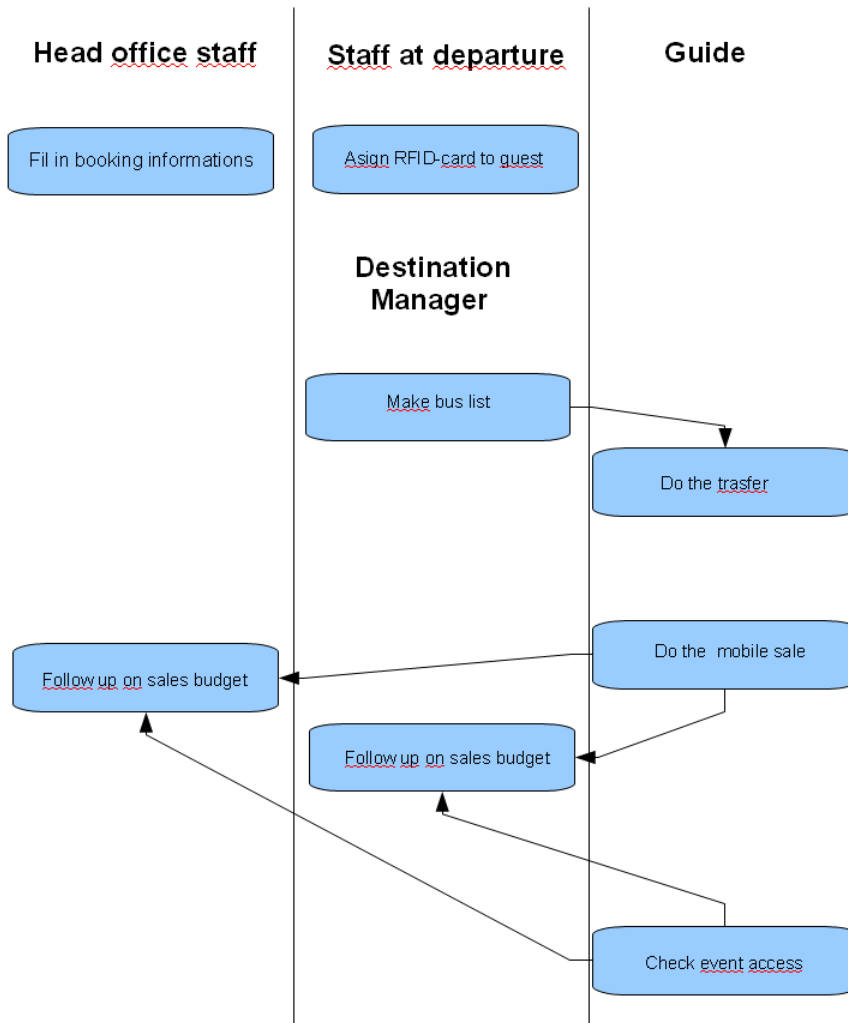 Head office staff
Staff at departure
Guide
Fil in booking informations
Asign RFID-card to guest
Destination
Manager
Make bus list
Do the trasfer
Do the mobile sale
Follow up on sales budget
Follow up on sales budget
Check event access